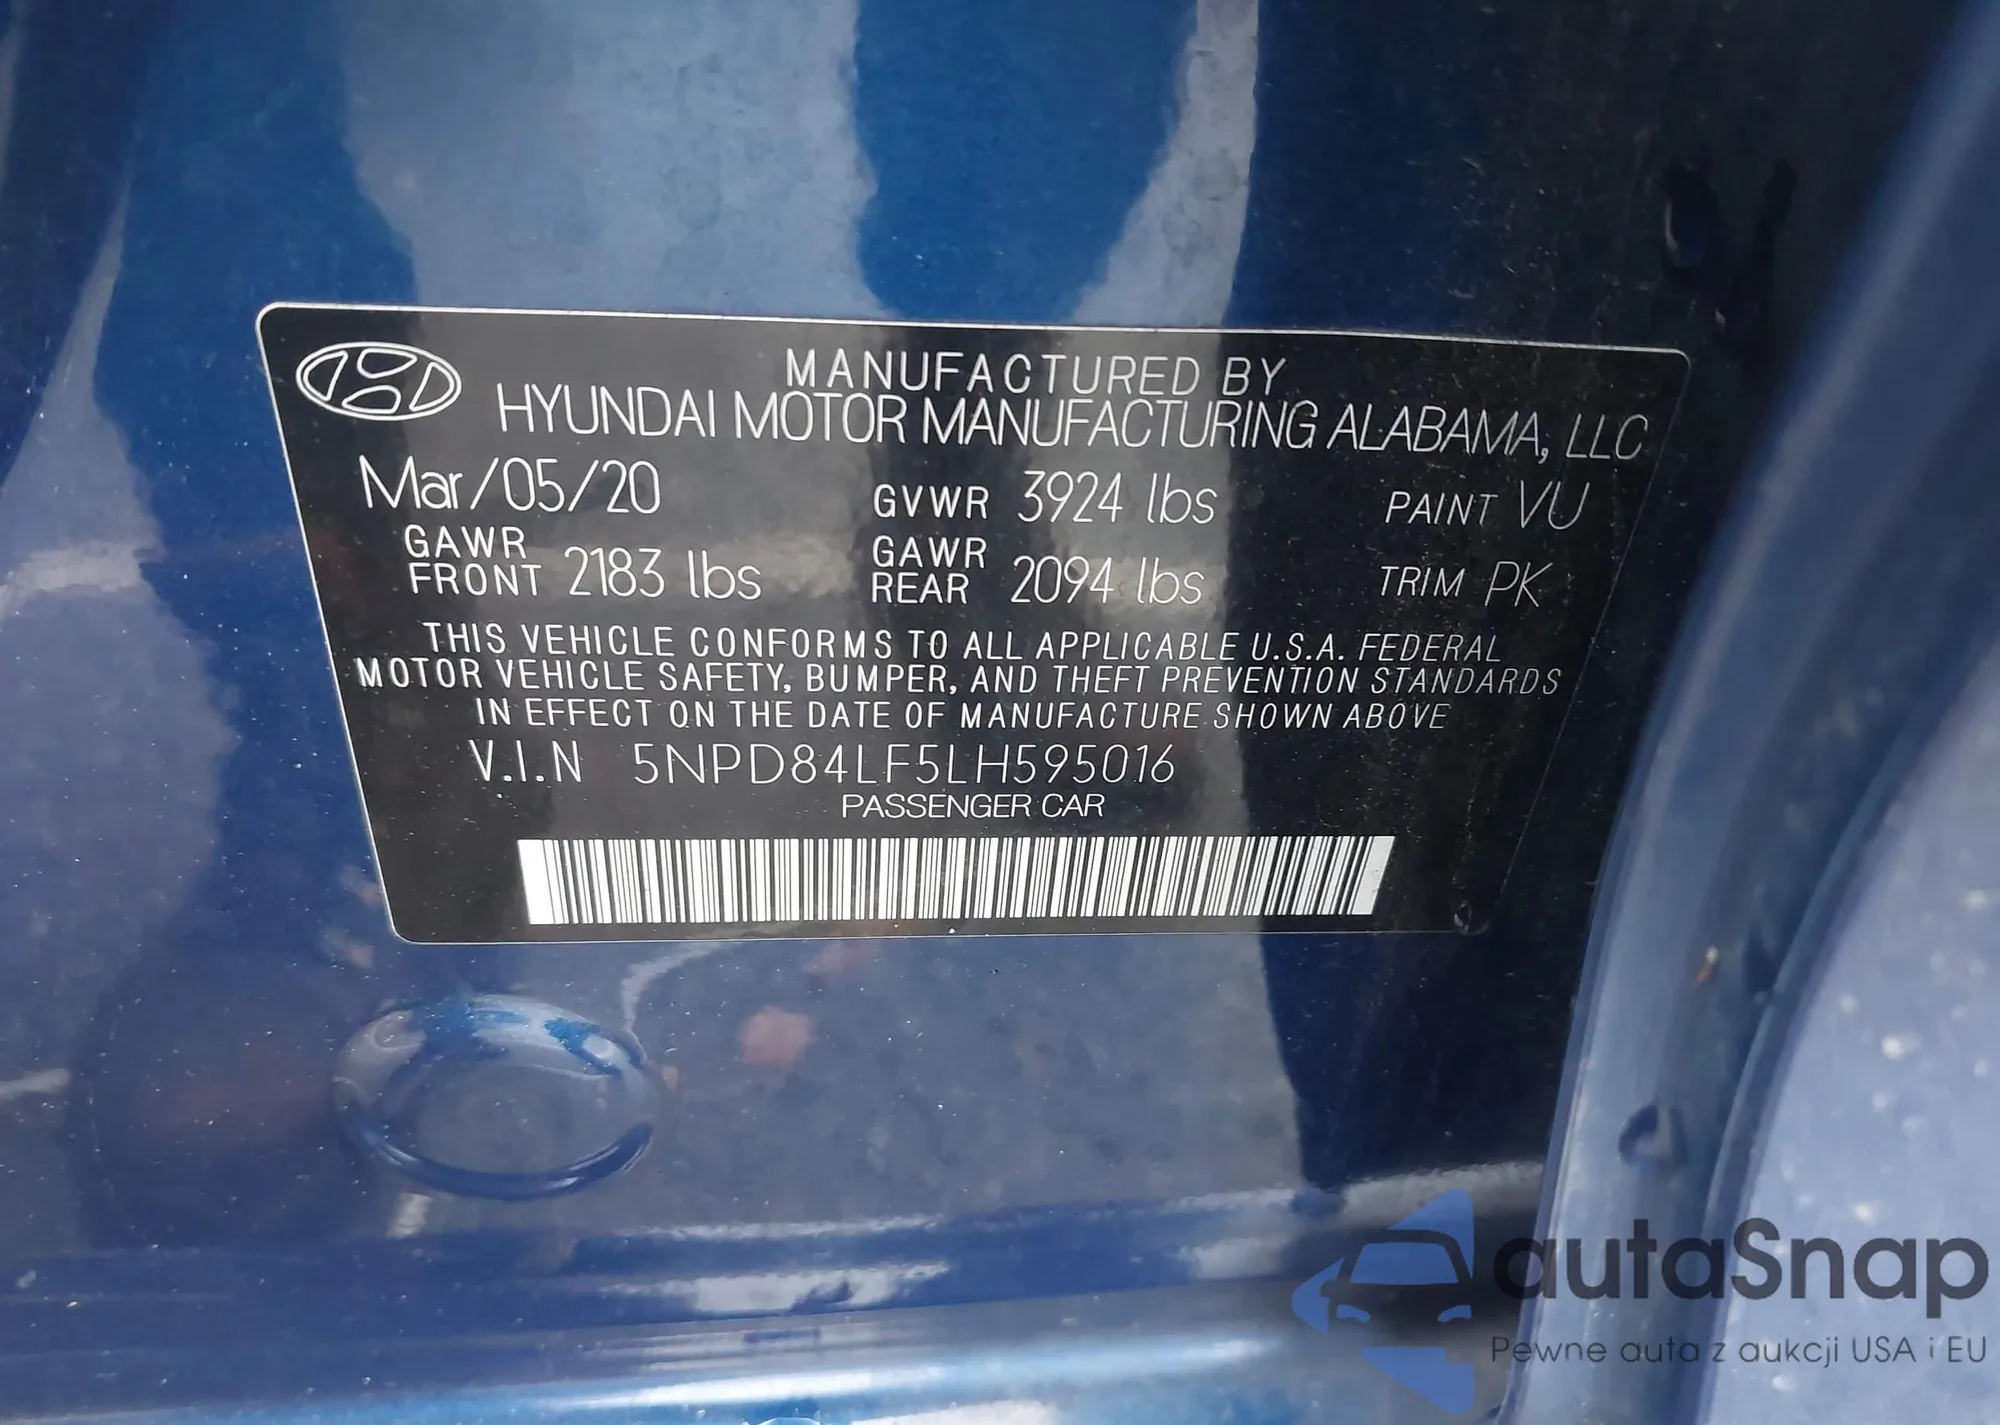 MANUFACTURED BY
HYUNDAI MOTOR MANUFACTURING ALABAMA, LLC
Mar/05/20 GVWR 3924 lbs PAINT VU
GAWR FRONT 2183 lbs GAWR REAR 2094 lbs TRIM PK
THIS VEHICLE CONFORMS TO ALL APPLICABLE U.S.A. FEDERAL
MOTOR VEHICLE SAFETY, BUMPER, AND THEFT PREVENTION STANDARDS
IN EFFECT ON THE DATE OF MANUFACTURE SHOWN ABOVE
V.I.N 5NPD84LF5LH595016
PASSENGER CAR
autaSnap
Pewne auta z aukcji USA i EU